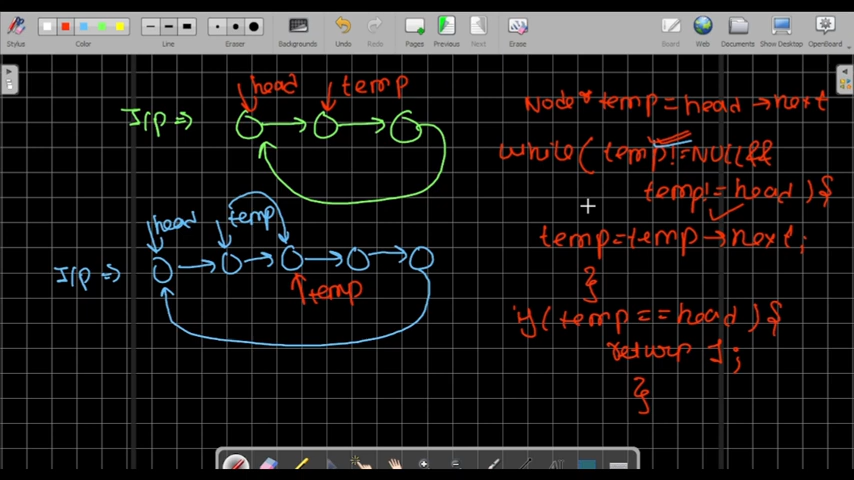 Stylus
Color
Line
Eraser
Backgrounds
Undo
Redo
Pages
Previous
Next
Erase
Board
Web
Documents
Show Desktop
OpenBoard
head
temp
I/p =>
head
temp
I/p =>
temp
Node* temp = head → next
while( temp != NULL &&
temp != head ) {
temp = temp → next ;
}
if( temp == head ) {
return 1 ;
}